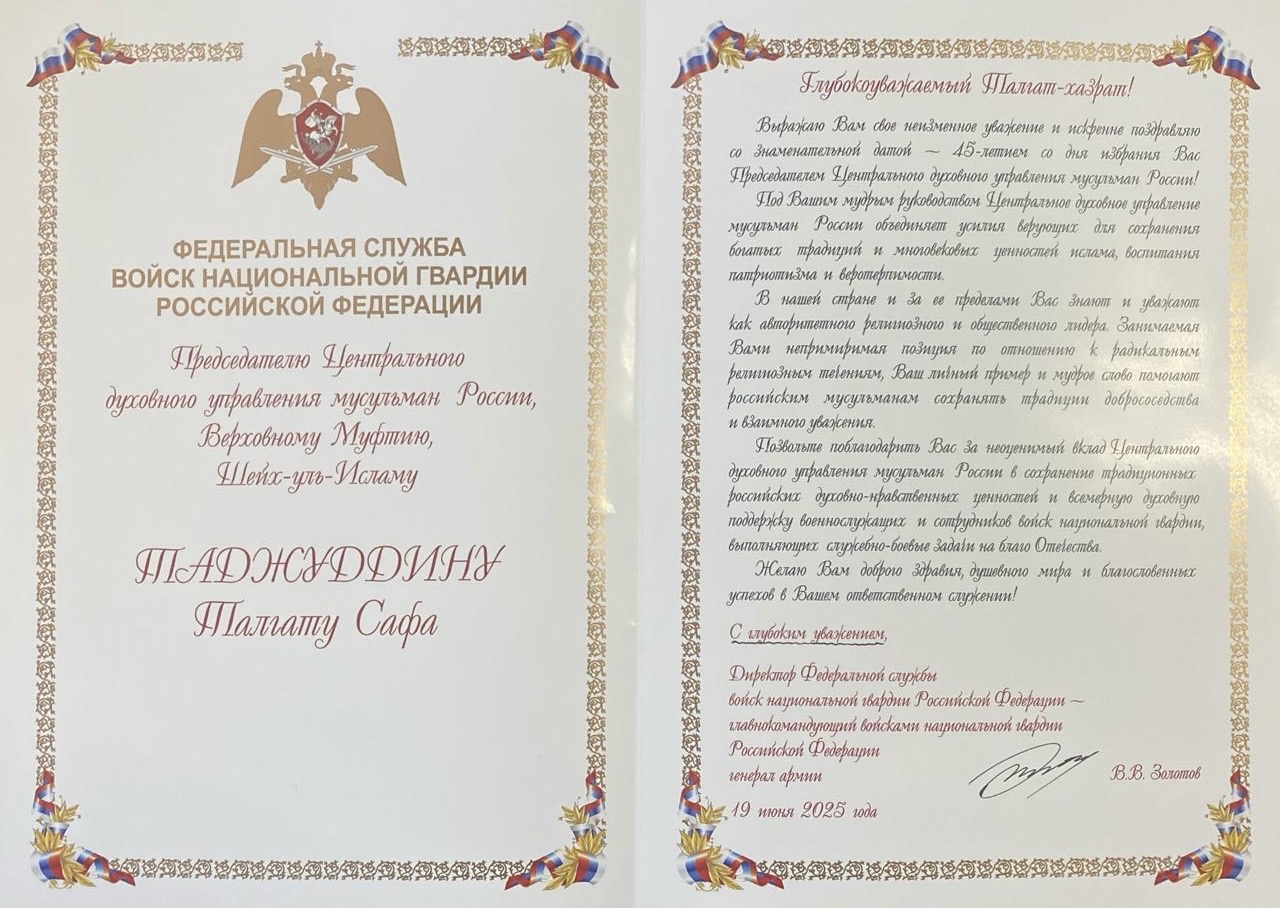 ФЕДЕРАЛЬНАЯ СЛУЖБА
ВОЙСК НАЦИОНАЛЬНОЙ ГВАРДИИ
РОССИЙСКОЙ ФЕДЕРАЦИИ
Председателю Центрального
духовного управления мусульман России,
Верховному Муфтию,
Шейх-уль-Исламу
ТАДЖУДДИНУ
Талгату Сафа
Глубокоуважаемый Талгат-хазрат!
Выражаю Вам свое неизменное уважение и искренне поздравляю
со знаменательной датой – 45-летием со дня избрания Вас
Председателем Центрального духовного управления мусульман России!
Под Вашим мудрым руководством Центральное духовное управление
мусульман России объединяет усилия верующих для сохранения
богатых традиций и многовековых ценностей ислама, воспитания
патриотизма и веротерпимости.
В нашей стране и за ее пределами Вас знают и уважают
как авторитетного религиозного и общественного лидера. Занимаемая
Вами непримиримая позиция по отношению к радикальным
религиозным течениям, Ваш личный пример и мудрое слово помогают
российским мусульманам сохранять традиции добрососедства
и взаимного уважения.
Позвольте поблагодарить Вас за неоценимый вклад Центрального
духовного управления мусульман России в сохранение традиционных
российских духовно-нравственных ценностей и всемерную духовную
поддержку военнослужащих и сотрудников войск национальной гвардии,
выполняющих служебно-боевые задачи на благо Отечества.
Желаю Вам доброго здравия, душевного мира и благословенных
успехов в Вашем ответственном служении!
С глубоким уважением,
Директор Федеральной службы
войск национальной гвардии Российской Федерации –
главнокомандующий войсками национальной гвардии
Российской Федерации
генерал армии
В.В. Золотов
19 июня 2025 года